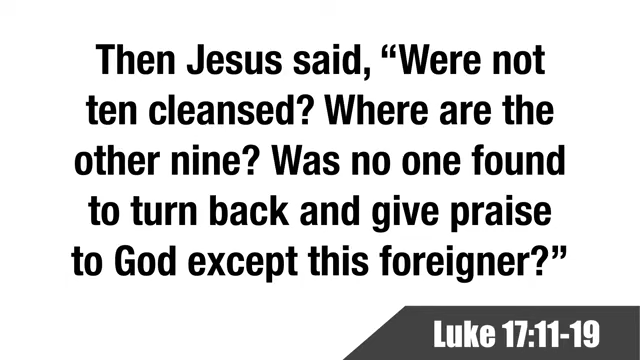 Then Jesus said, “Were not
ten cleansed? Where are the
other nine? Was no one found
to turn back and give praise
to God except this foreigner?”
Luke 17:11-19